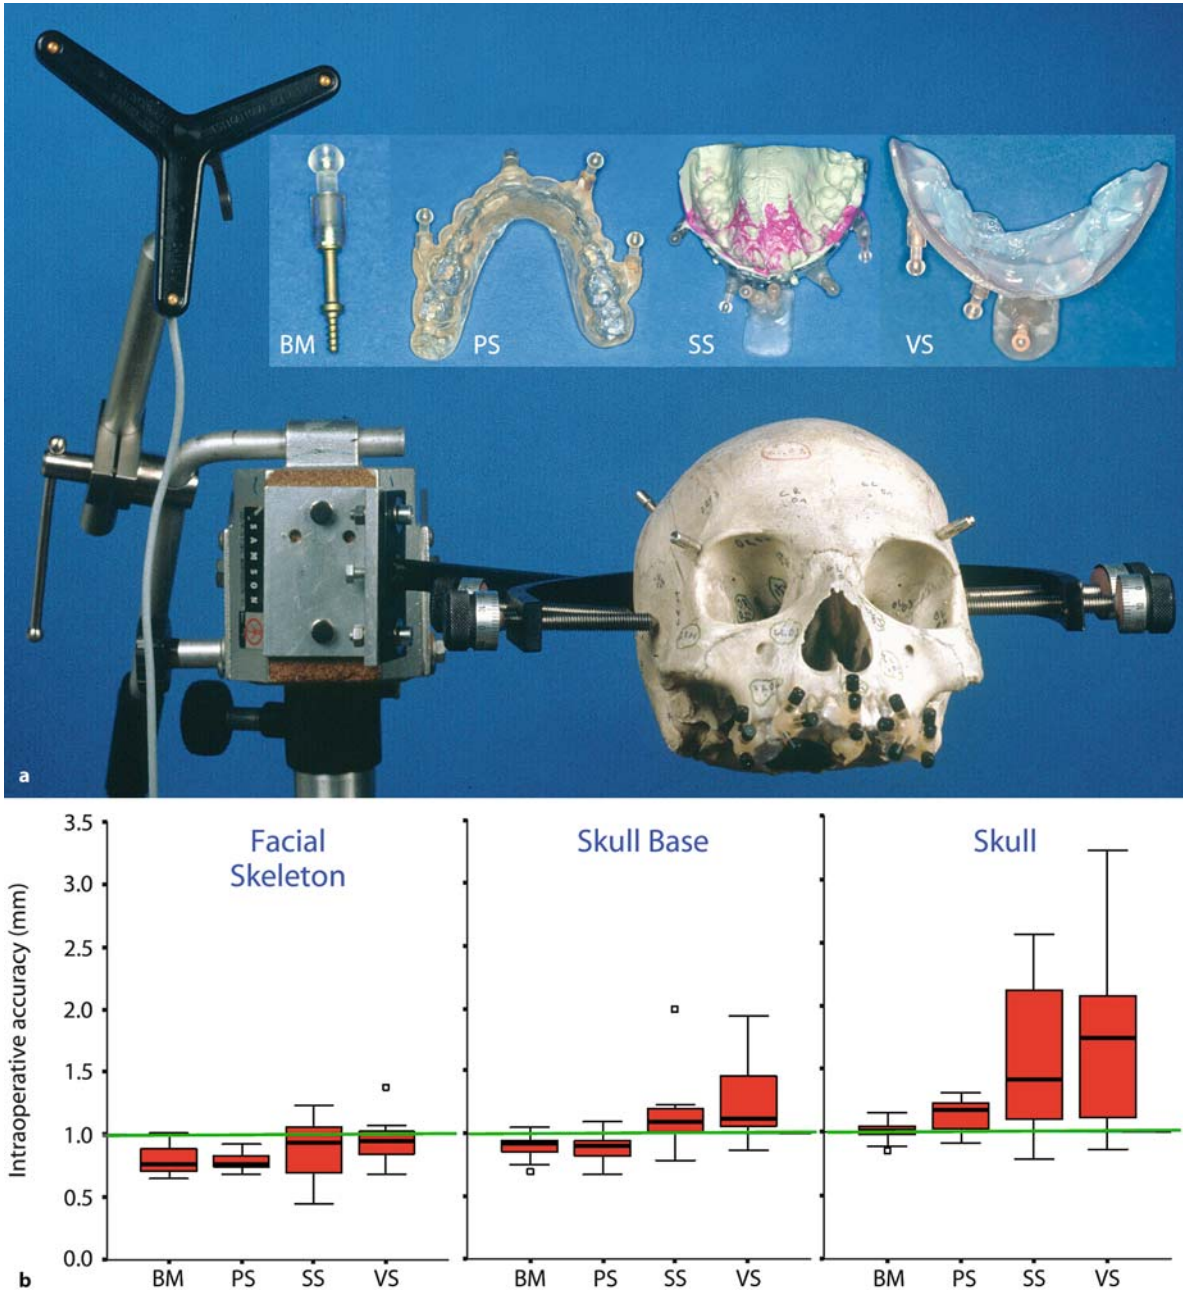 BM
PS
SS
VS
SAMSON
a
3.5
3.0
2.5
2.0
1.5
1.0
0.5
0.0
Intraoperative accuracy (mm)
Facial
Skeleton
Skull Base
Skull
BM
PS
SS
VS
BM
PS
SS
VS
BM
PS
SS
VS
b